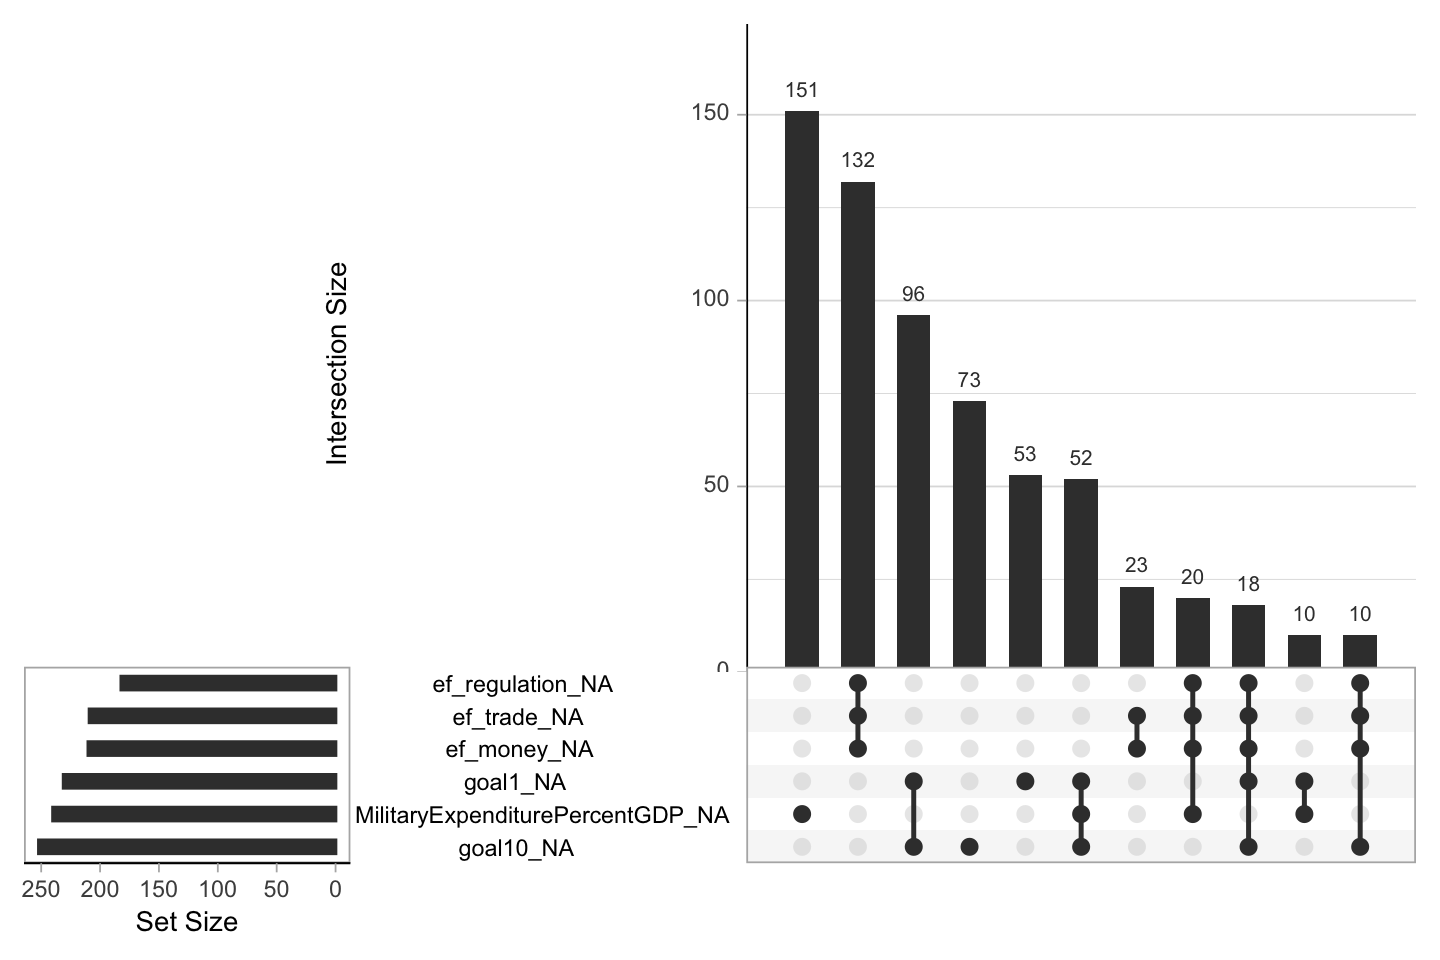 151
150
132
100
96
73
53
52
50
23
20
18
10
10
0
Intersection Size
ef_regulation_NA
ef_trade_NA
ef_money_NA
goal1_NA
MilitaryExpenditurePercentGDP_NA
goal10_NA
250 200 150 100 50 0
Set Size